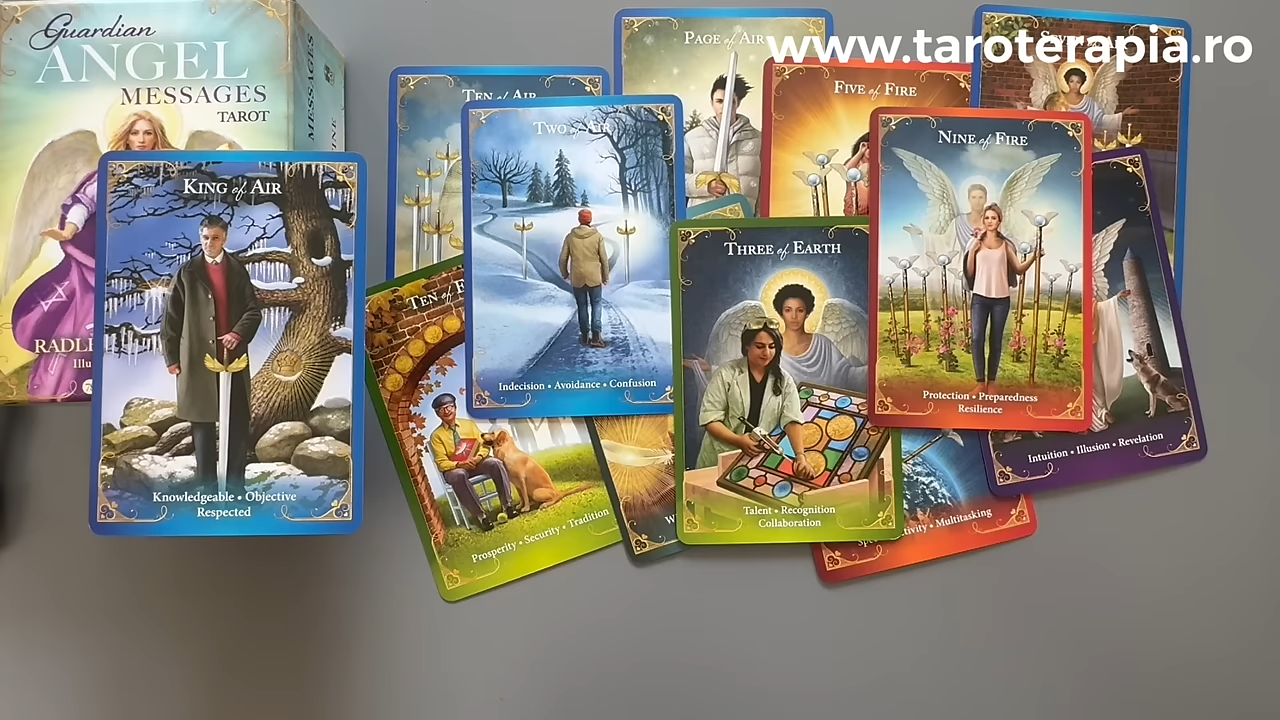 www.taroterapia.ro
Guardian
ANGEL
MESSAGES
TAROT
MESSAGES
KING of AIR
Knowledgeable • Objective
Respected
TEN of AIR
TWO of AIR
Indecision • Avoidance • Confusion
PAGE of AIR
FIVE of FIRE
NINE of FIRE
Protection • Preparedness
Resilience
TEN of
Prosperity • Security • Tradition
THREE of EARTH
Talent • Recognition
Collaboration
Intuition • Illusion • Revelation
• Multitasking